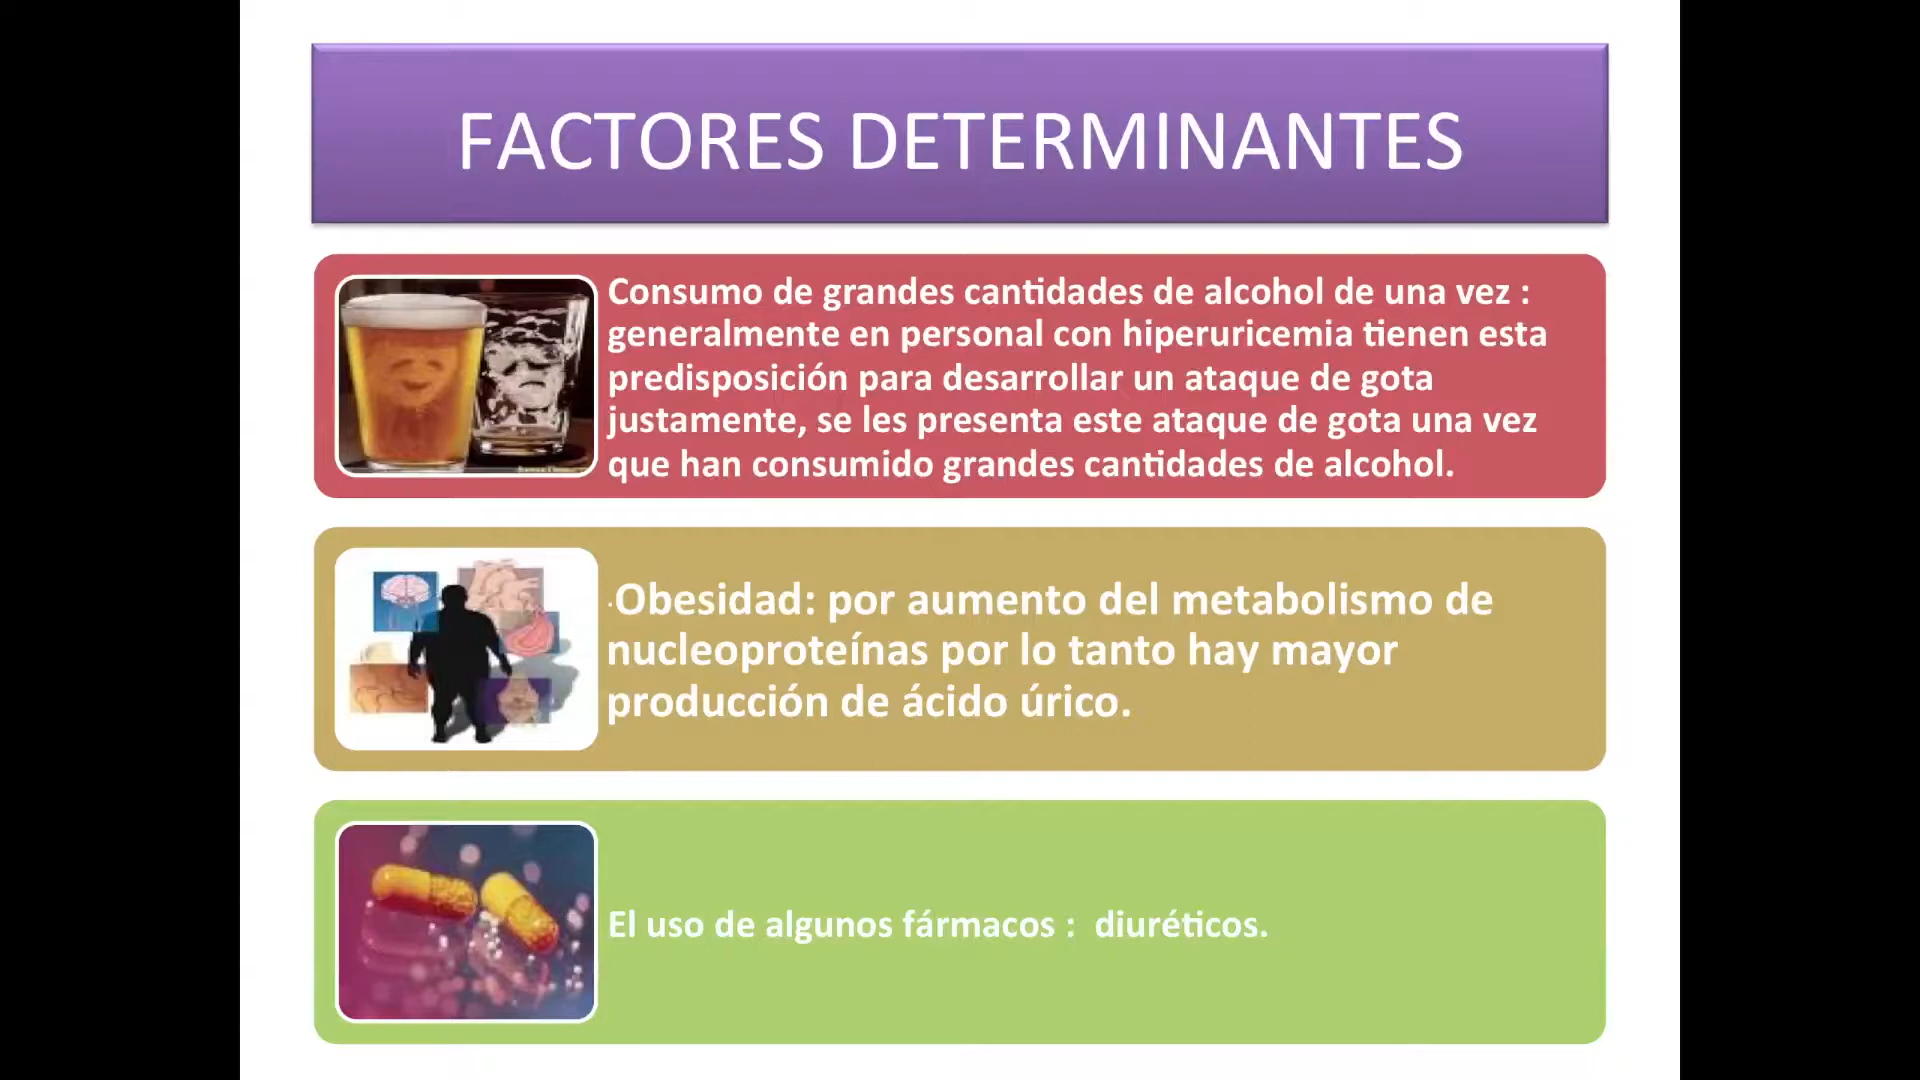 FACTORES DETERMINANTES
Consumo de grandes cantidades de alcohol de una vez :
generalmente en personal con hiperuricemia tienen esta
predisposición para desarrollar un ataque de gota
justamente, se les presenta este ataque de gota una vez
que han consumido grandes cantidades de alcohol.
·Obesidad: por aumento del metabolismo de
nucleoproteínas por lo tanto hay mayor
producción de ácido úrico.
El uso de algunos fármacos :  diuréticos.